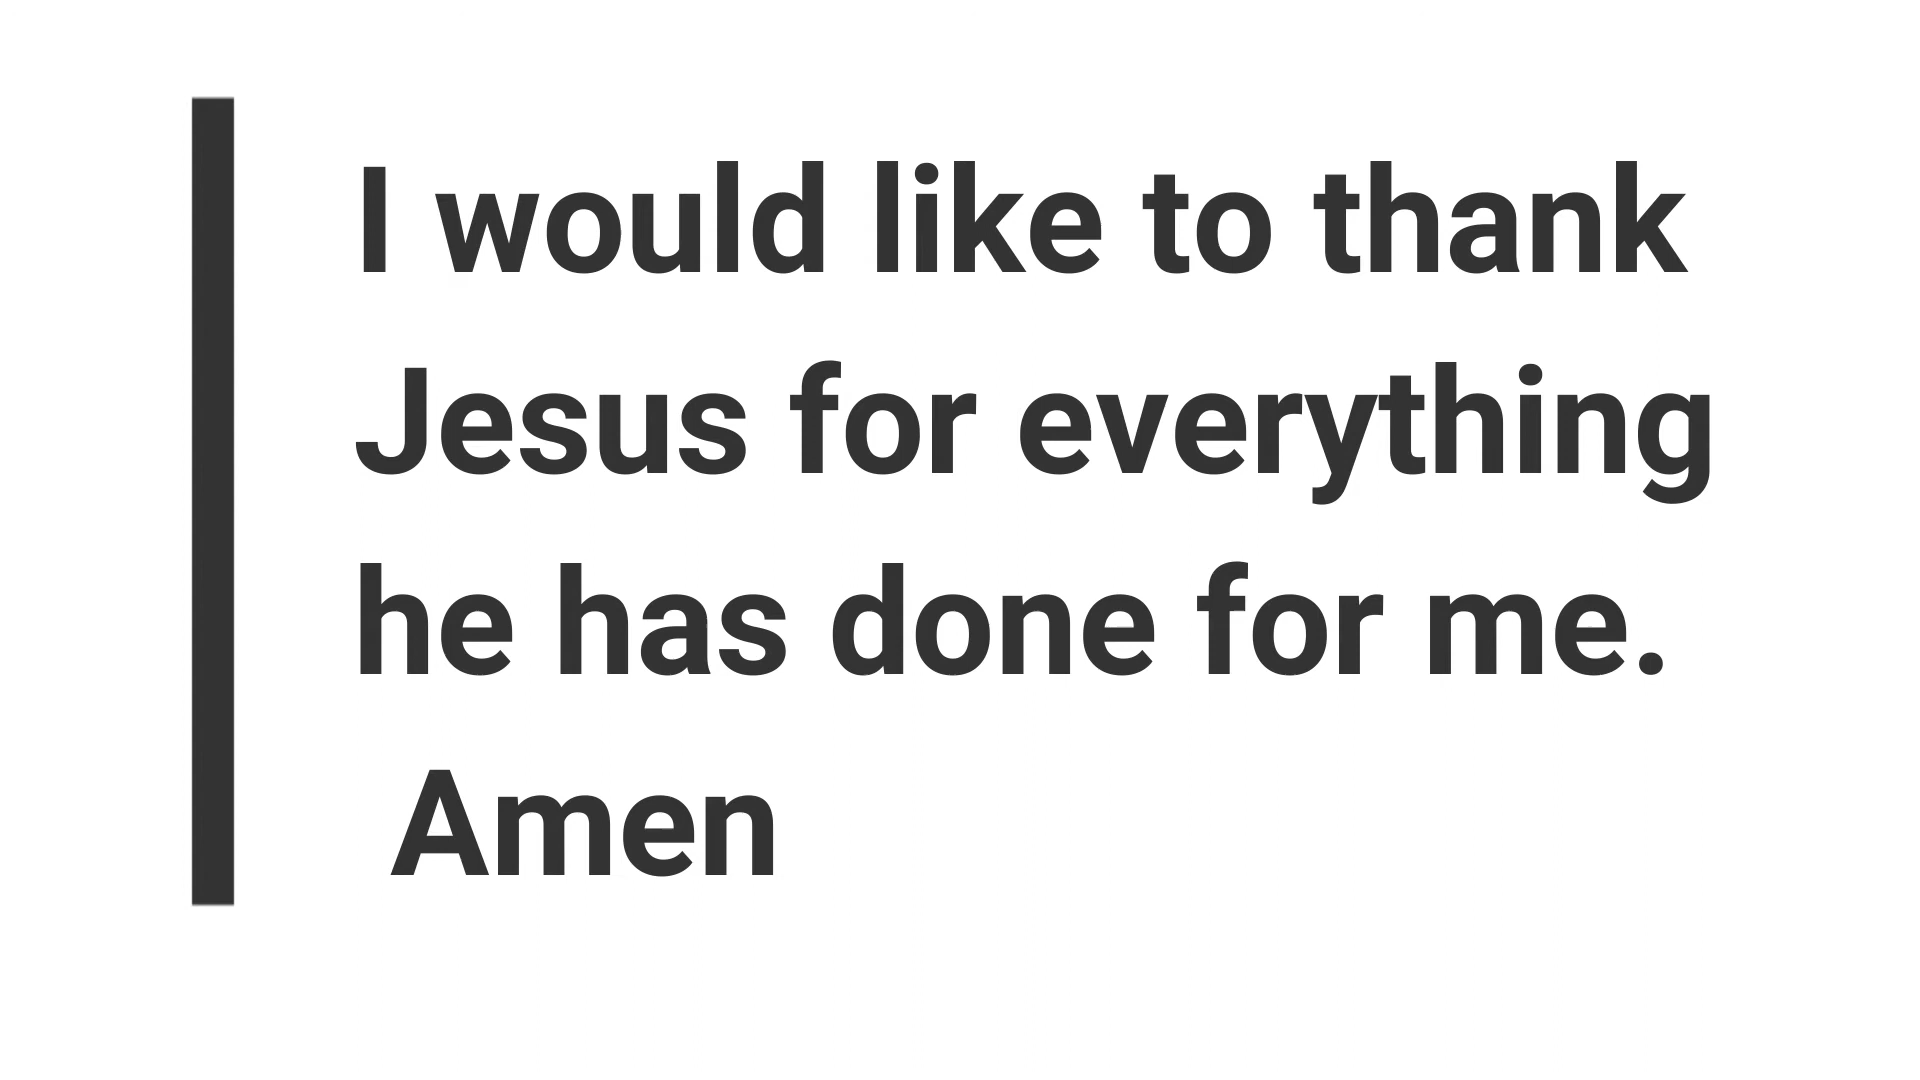 I would like to thank
Jesus for everything
he has done for me.
Amen